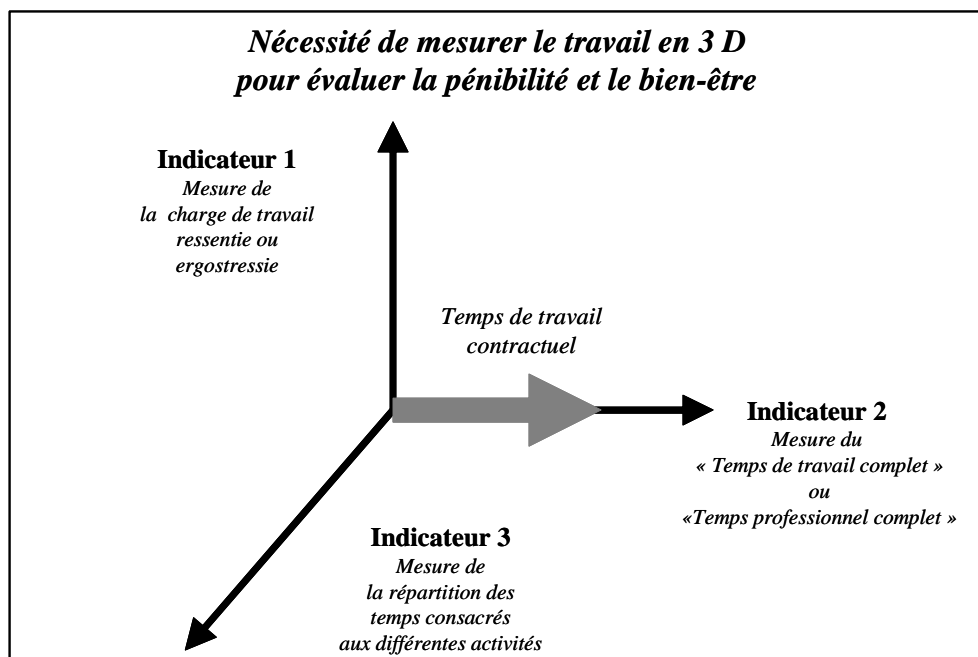 Nécessité de mesurer le travail en 3 D
pour évaluer la pénibilité et le bien-être
Indicateur 1
Mesure de
la charge de travail
ressentie ou
ergostressie
Temps de travail
contractuel
Indicateur 2
Mesure du
« Temps de travail complet »
ou
«Temps professionnel complet »
Indicateur 3
Mesure de
la répartition des
temps consacrés
aux différentes activités